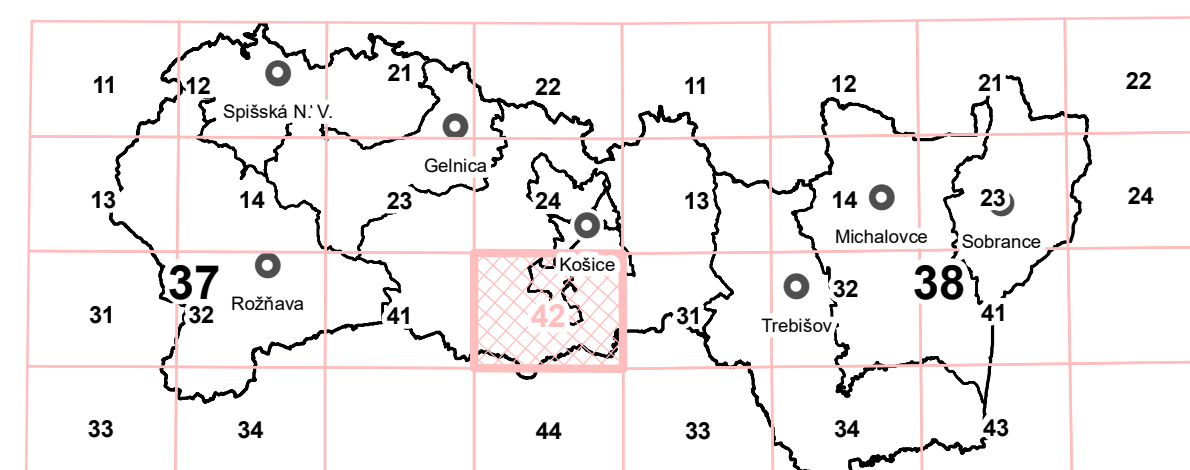 11 12 21 22 11 12 21 22
Spišská N. V.
Gelnica
13 14 23 24 13 14 23 24
Michalovce Sobrance
Košice
37 38
Rožňava
31 32 41 42 31 32 41
Trebišov
33 34 44 33 34 43